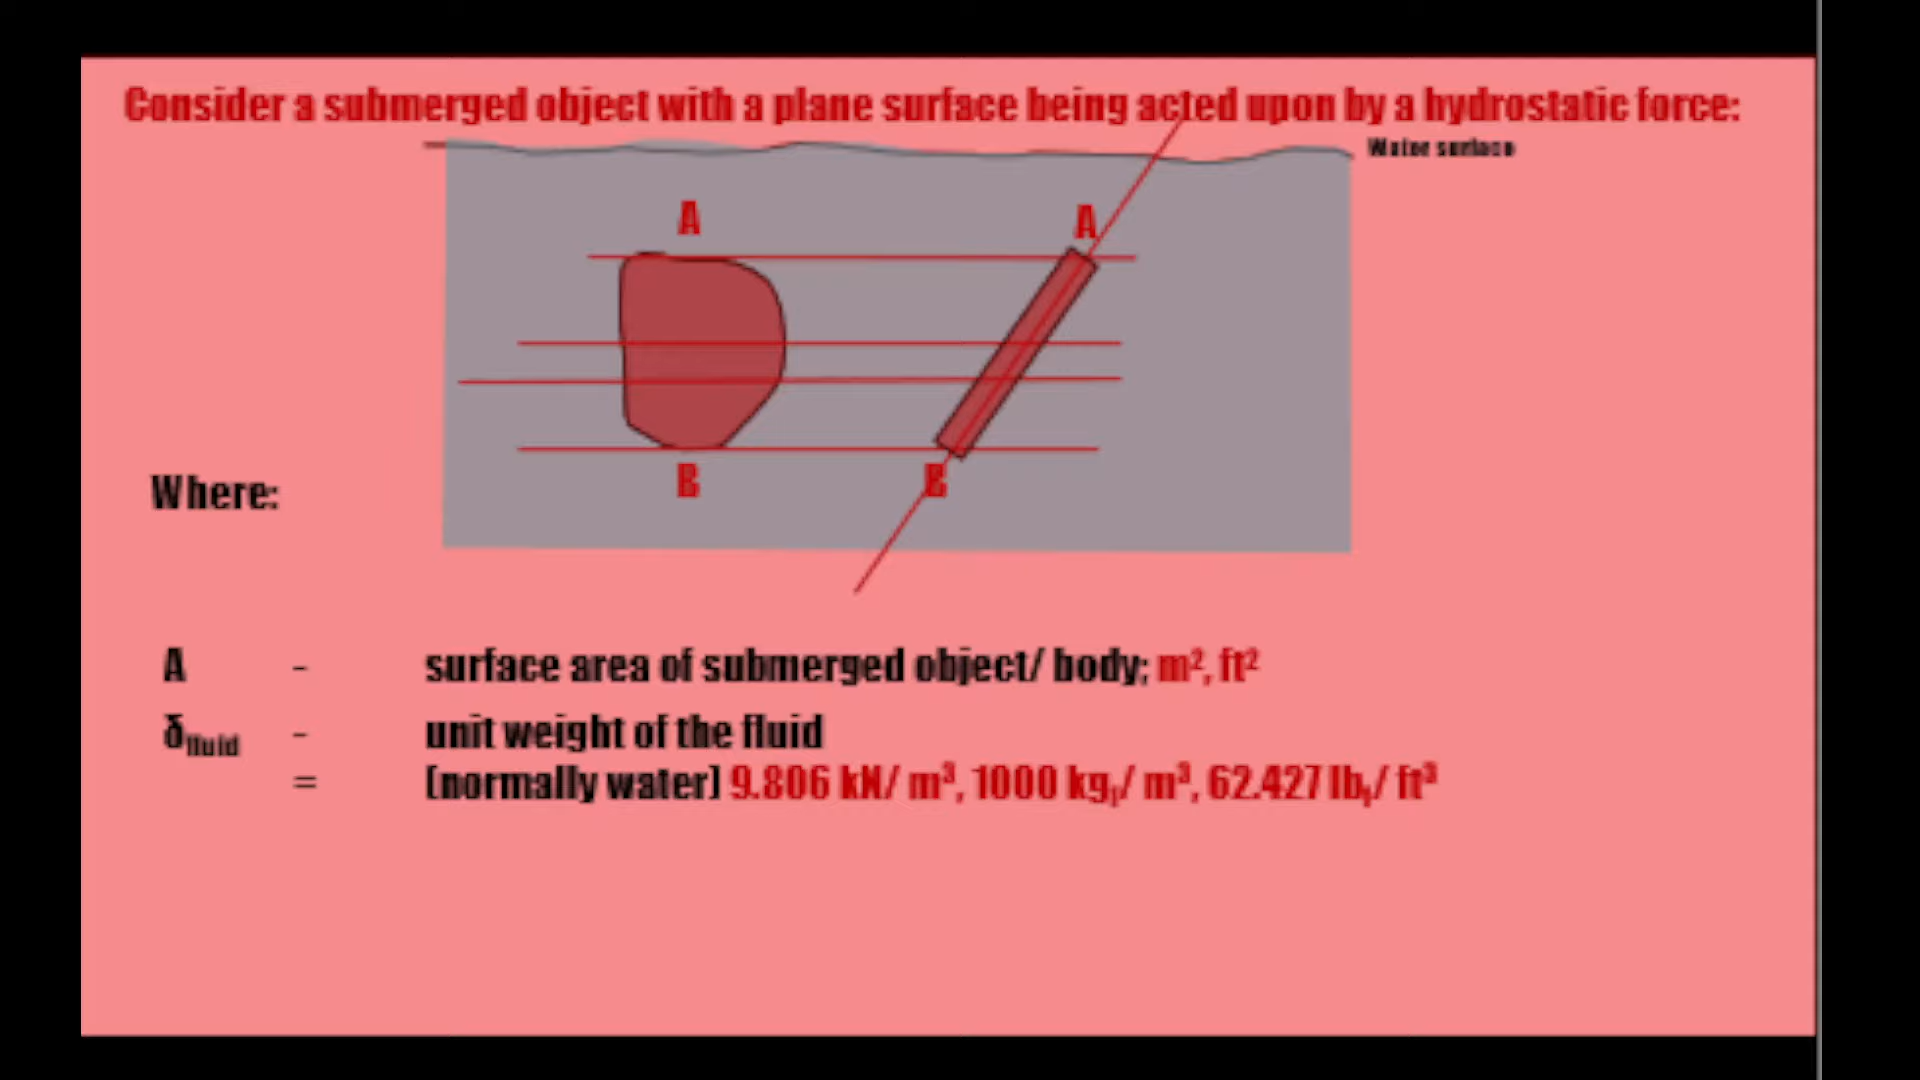 Consider a submerged object with a plane surface being acted upon by a hydrostatic force:
Water surface
A A
B B
Where:
A - surface area of submerged object/ body; m², ft²
δfluid - unit weight of the fluid
= (normally water) 9.806 kN/ m³, 1000 kgf/ m³, 62.427 lbf/ ft³